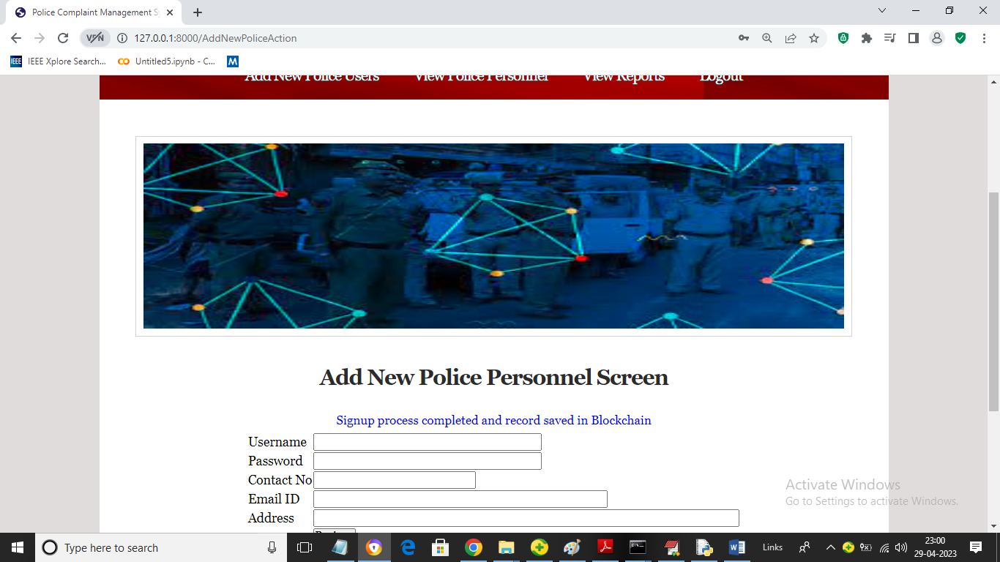 Police Complaint Management S
127.0.0.1:8000/AddNewPoliceAction
IEEE IEEE Xplore Search... Untitled5.ipynb - C... M
Add New Police Users View Police Personnel View Reports Logout
Add New Police Personnel Screen
Signup process completed and record saved in Blockchain
Username
Password
Contact No
Email ID
Address
Activate Windows
Go to Settings to activate Windows.
Type here to search
Links
23:00
29-04-2023